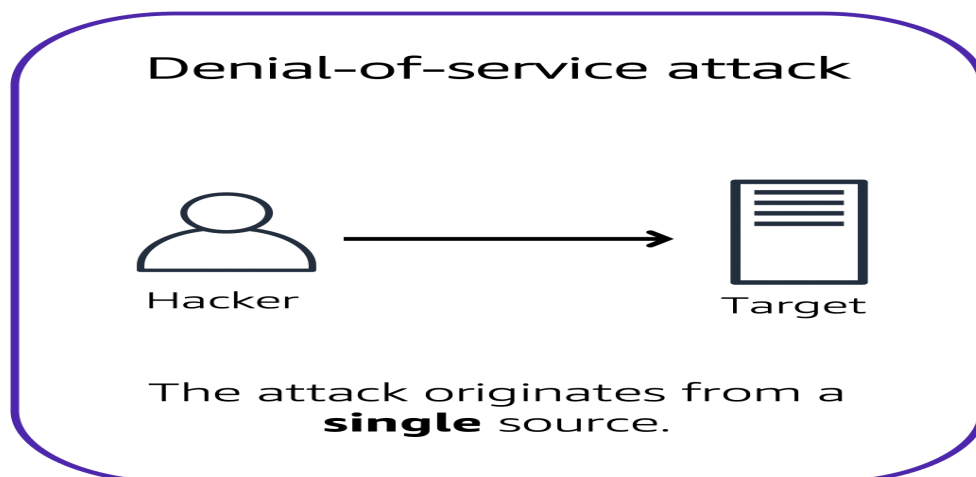 Denial-of-service attack
Hacker
Target
The attack originates from a
single source.